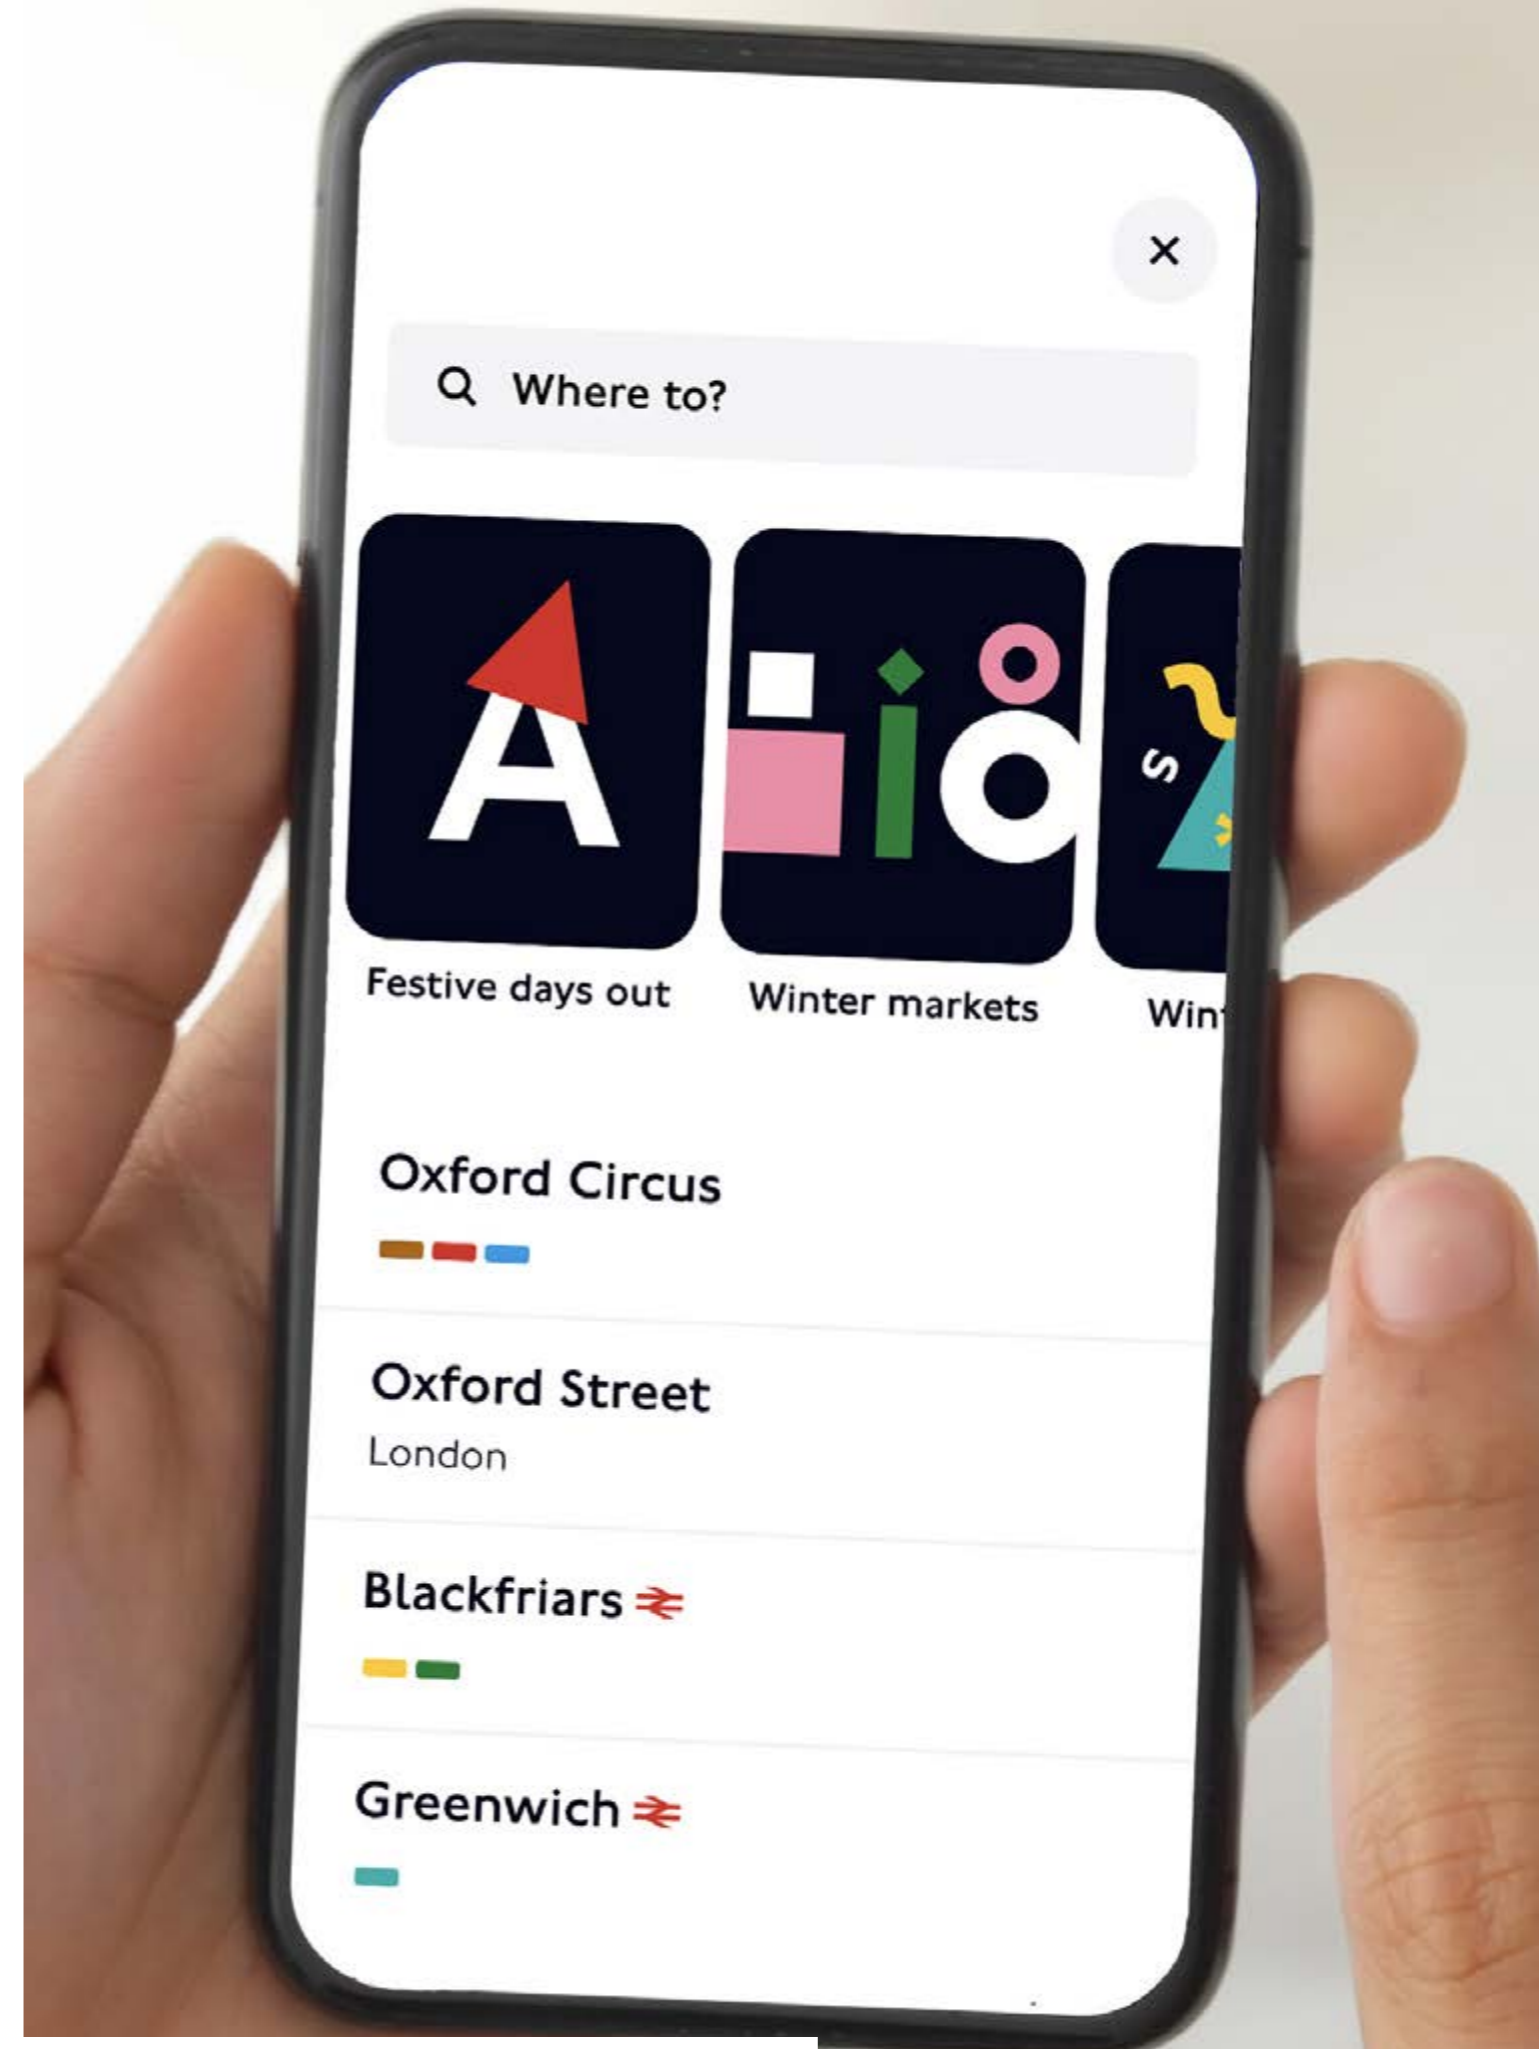 Where to?
A
Festive days out
Winter markets
S
Oxford Circus
Oxford Street
London
Blackfriars
Greenwich